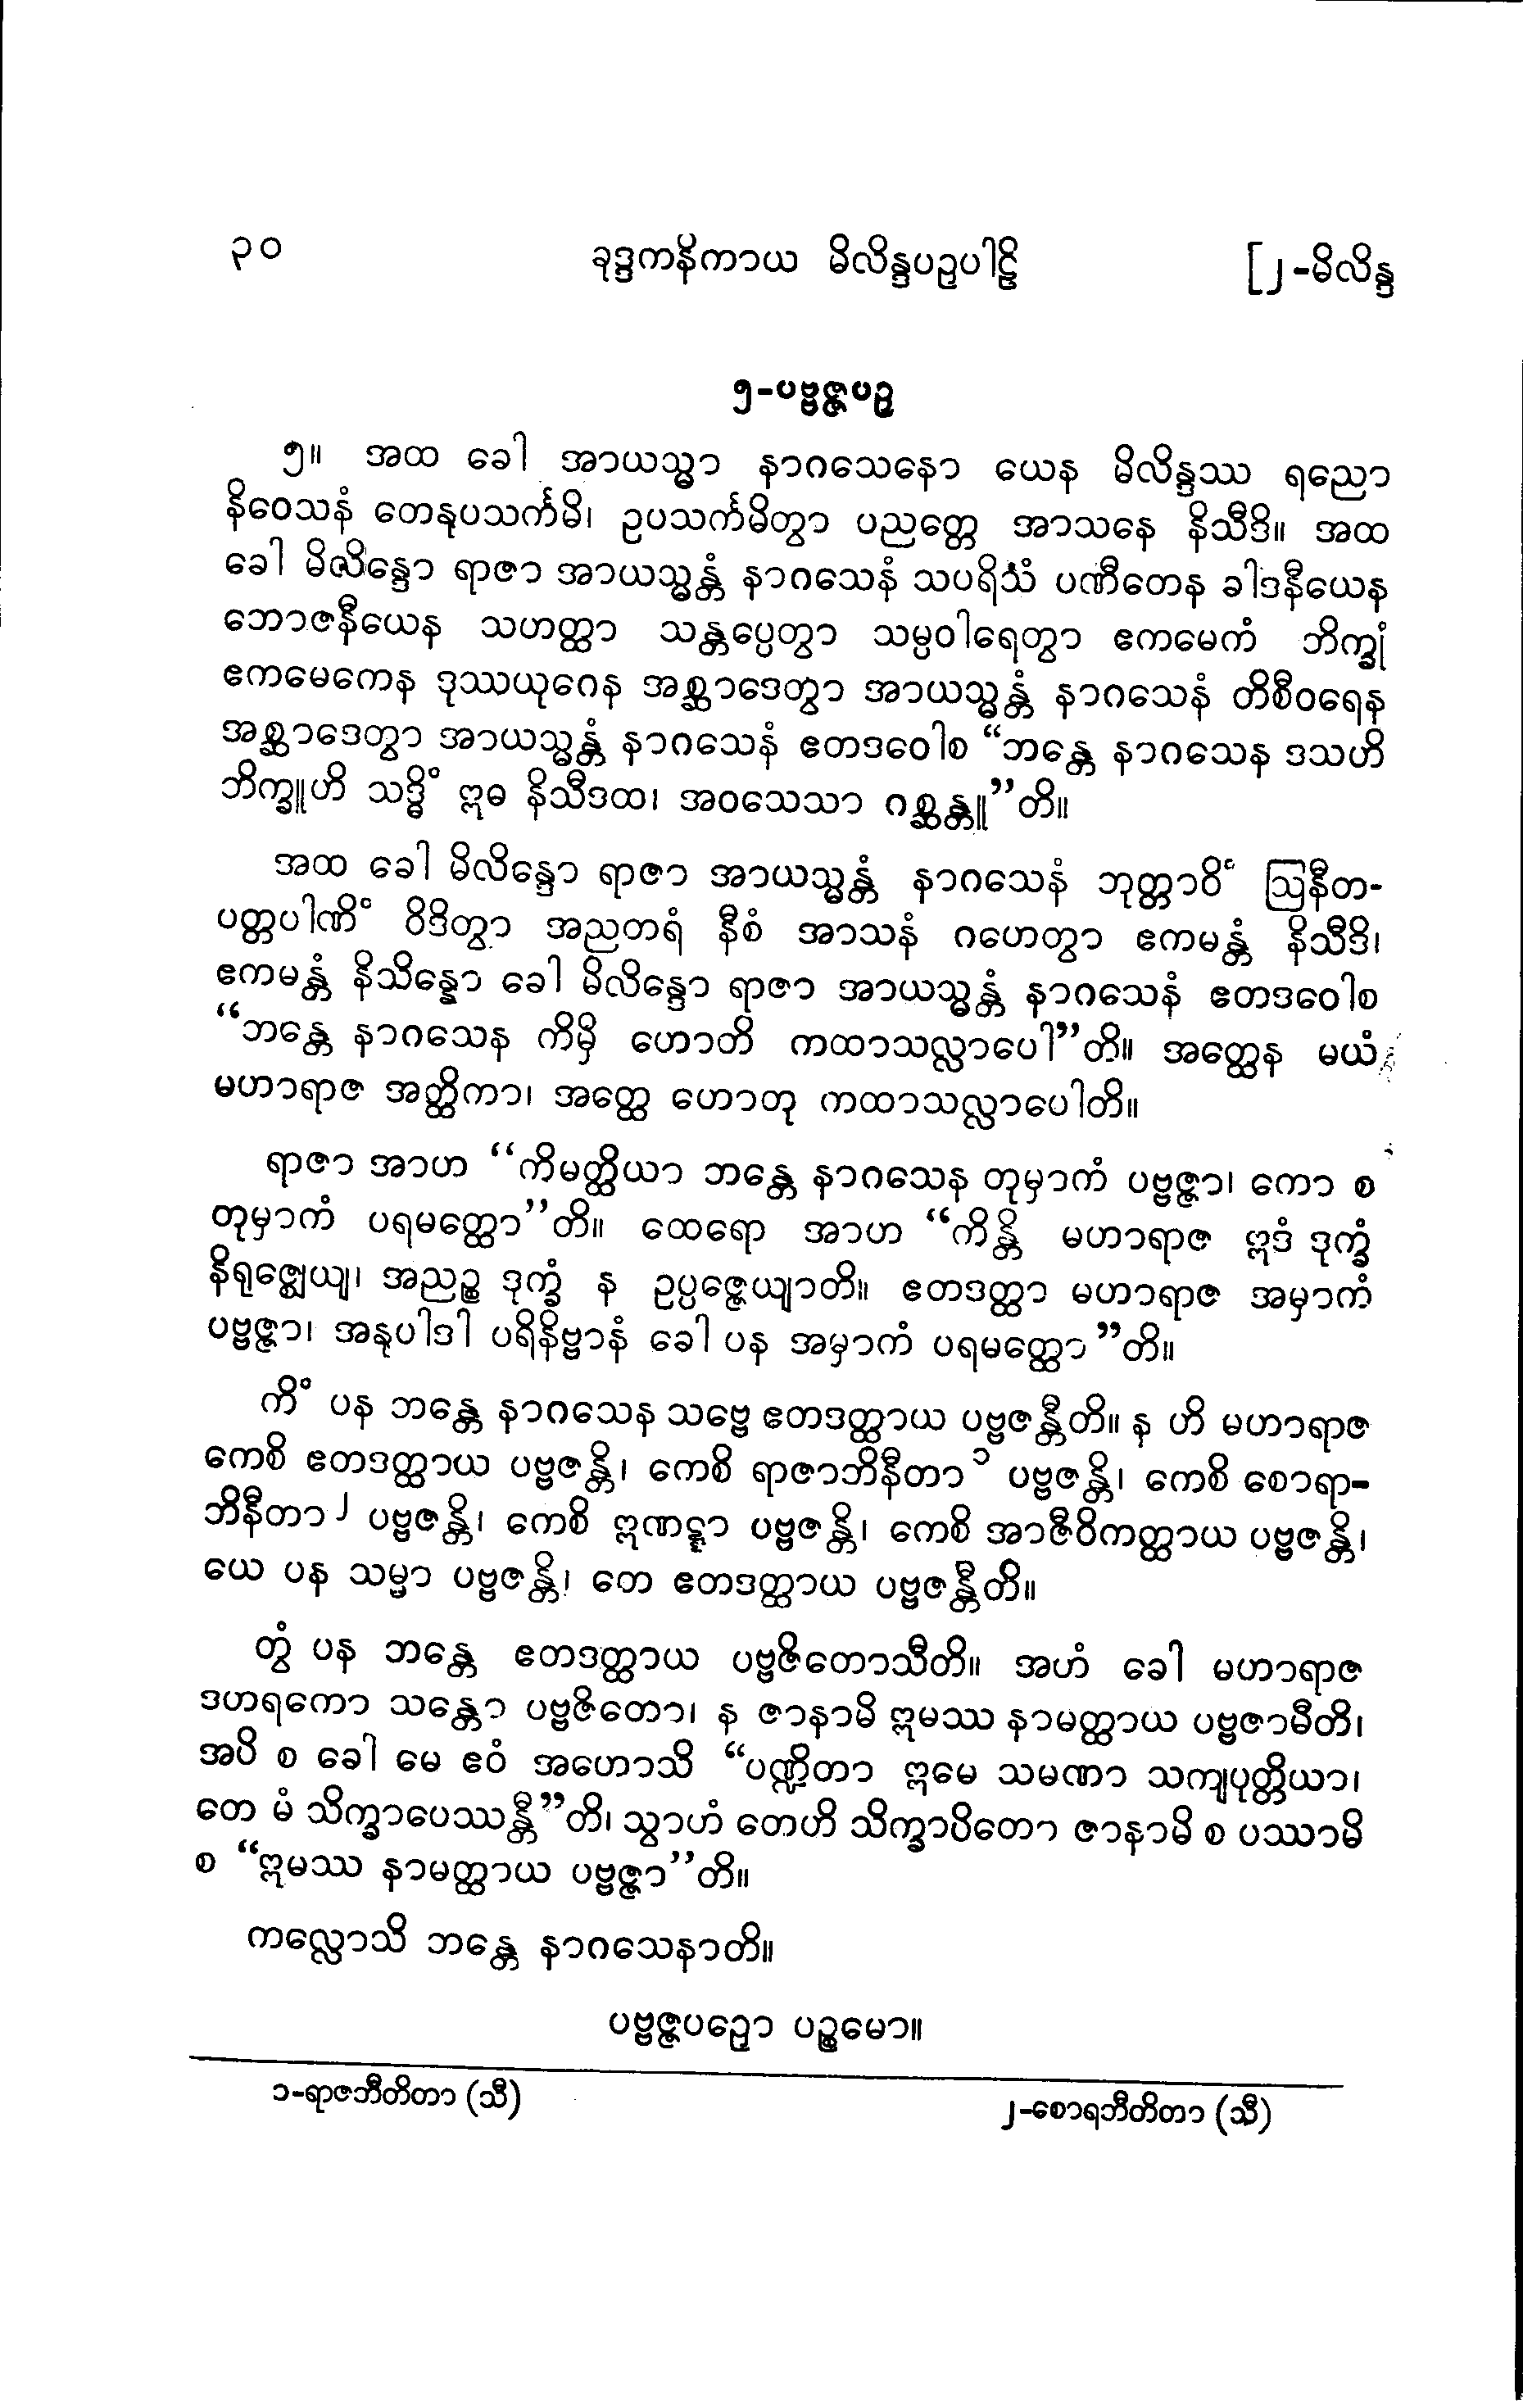 ၃၀ ခုဒ္ဒကနိကာယ မိလိန္ဒပဉှပါဠိ [၂-မိလိန္ဒ
၅-ပဗ္ဗဇ္ဇပဉှ
၅။ အထ ခေါ အာယသ္မာ နာဂသေနော ယေန မိလိန္ဒဿ ရညော
နိဝေသနံ တေနုပသင်္ကမိ၊ ဥပသင်္ကမိတွာ ပညတ္တေ အာသနေ နိသီဒိ။ အထ
ခေါ မိလိန္ဒော ရာဇာ အာယသ္မန္တံ နာဂသေနံ သပရိသံ ပဏီတေန ခါဒနီယေန
ဘောဇနီယေန သဟတ္ထာ သန္တပ္ပေတွာ သမ္ပဝါရေတွာ ဧကမေကံ ဘိက္ခုံ
ဧကမေကေန ဒုဿယုဂေန အစ္ဆာဒေတွာ အာယသ္မန္တံ နာဂသေနံ တိစီဝရေန
အစ္ဆာဒေတွာ အာယသ္မန္တံ နာဂသေနံ ဧတဒဝေါစ “ဘန္တေ နာဂသေန ဒသဟိ
ဘိက္ခူဟိ သဒ္ဓိံ ဣဓ နိသီဒထ၊ အဝသေသာ ဂစ္ဆန္တူ”တိ။
အထ ခေါ မိလိန္ဒော ရာဇာ အာယသ္မန္တံ နာဂသေနံ ဘုတ္တာဝိံ ဩနီတ-
ပတ္တပါဏိံ ဝိဒိတွာ အညတရံ နီစံ အာသနံ ဂဟေတွာ ဧကမန္တံ နိသီဒိ၊
ဧကမန္တံ နိသိန္နော ခေါ မိလိန္ဒော ရာဇာ အာယသ္မန္တံ နာဂသေနံ ဧတဒဝေါစ
“ဘန္တေ နာဂသေန ကိမှိ ဟောတိ ကထာသလ္လာပေါ”တိ။ အတ္ထေန မယံ
မဟာရာဇ အတ္ထိကာ၊ အတ္ထေ ဟောတု ကထာသလ္လာပေါတိ။
ရာဇာ အာဟ “ကိမတ္ထိယာ ဘန္တေ နာဂသေန တုမှာကံ ပဗ္ဗဇ္ဇာ၊ ကော စ
တုမှာကံ ပရမတ္ထော”တိ။ ထေရော အာဟ “ကိန္တိ မဟာရာဇ ဣဒံ ဒုက္ခံ
နိရုဇ္ဈေယျ၊ အညဉ္စ ဒုက္ခံ န ဥပ္ပဇ္ဇေယျာတိ။ ဧတဒတ္ထာ မဟာရာဇ အမှာကံ
ပဗ္ဗဇ္ဇာ၊ အနုပါဒါ ပရိနိဗ္ဗာနံ ခေါ ပန အမှာကံ ပရမတ္ထော”တိ။
ကိံ ပန ဘန္တေ နာဂသေန သဗ္ဗေ ဧတဒတ္ထာယ ပဗ္ဗဇန္တီတိ။ န ဟိ မဟာရာဇ
ကေစိ ဧတဒတ္ထာယ ပဗ္ဗဇန္တိ၊ ကေစိ ရာဇာဘိနီတာ ၁ ပဗ္ဗဇန္တိ၊ ကေစိ စောရာ-
ဘိနီတာ ၂ ပဗ္ဗဇန္တိ၊ ကေစိ ဣဏဋ္ဋာ ပဗ္ဗဇန္တိ၊ ကေစိ အာဇီဝိကတ္ထာယ ပဗ္ဗဇန္တိ၊
ယေ ပန သမ္မာ ပဗ္ဗဇန္တိ၊ တေ ဧတဒတ္ထာယ ပဗ္ဗဇန္တီတိ။
တွံ ပန ဘန္တေ ဧတဒတ္ထာယ ပဗ္ဗဇိတောသီတိ။ အဟံ ခေါ မဟာရာဇ
ဒဟရကော သန္တော ပဗ္ဗဇိတော၊ န ဇာနာမိ ဣမဿ နာမတ္ထာယ ပဗ္ဗဇာမီတိ၊
အပိ စ ခေါ မေ ဧဝံ အဟောသိ “ပဏ္ဍိတာ ဣမေ သမဏာ သကျပုတ္တိယာ၊
တေ မံ သိက္ခာပေဿန္တီ”တိ၊ သွာဟံ တေဟိ သိက္ခာပိတော ဇာနာမိ စ ပဿာမိ
စ “ဣမဿ နာမတ္ထာယ ပဗ္ဗဇ္ဇာ”တိ။
ကလ္လောသိ ဘန္တေ နာဂသေနာတိ။
ပဗ္ဗဇ္ဇပဉှော ပဉ္စမော။
၁-ရာဇဘီတိတာ (သီ) ၂-စောရဘီတိတာ (သီ)